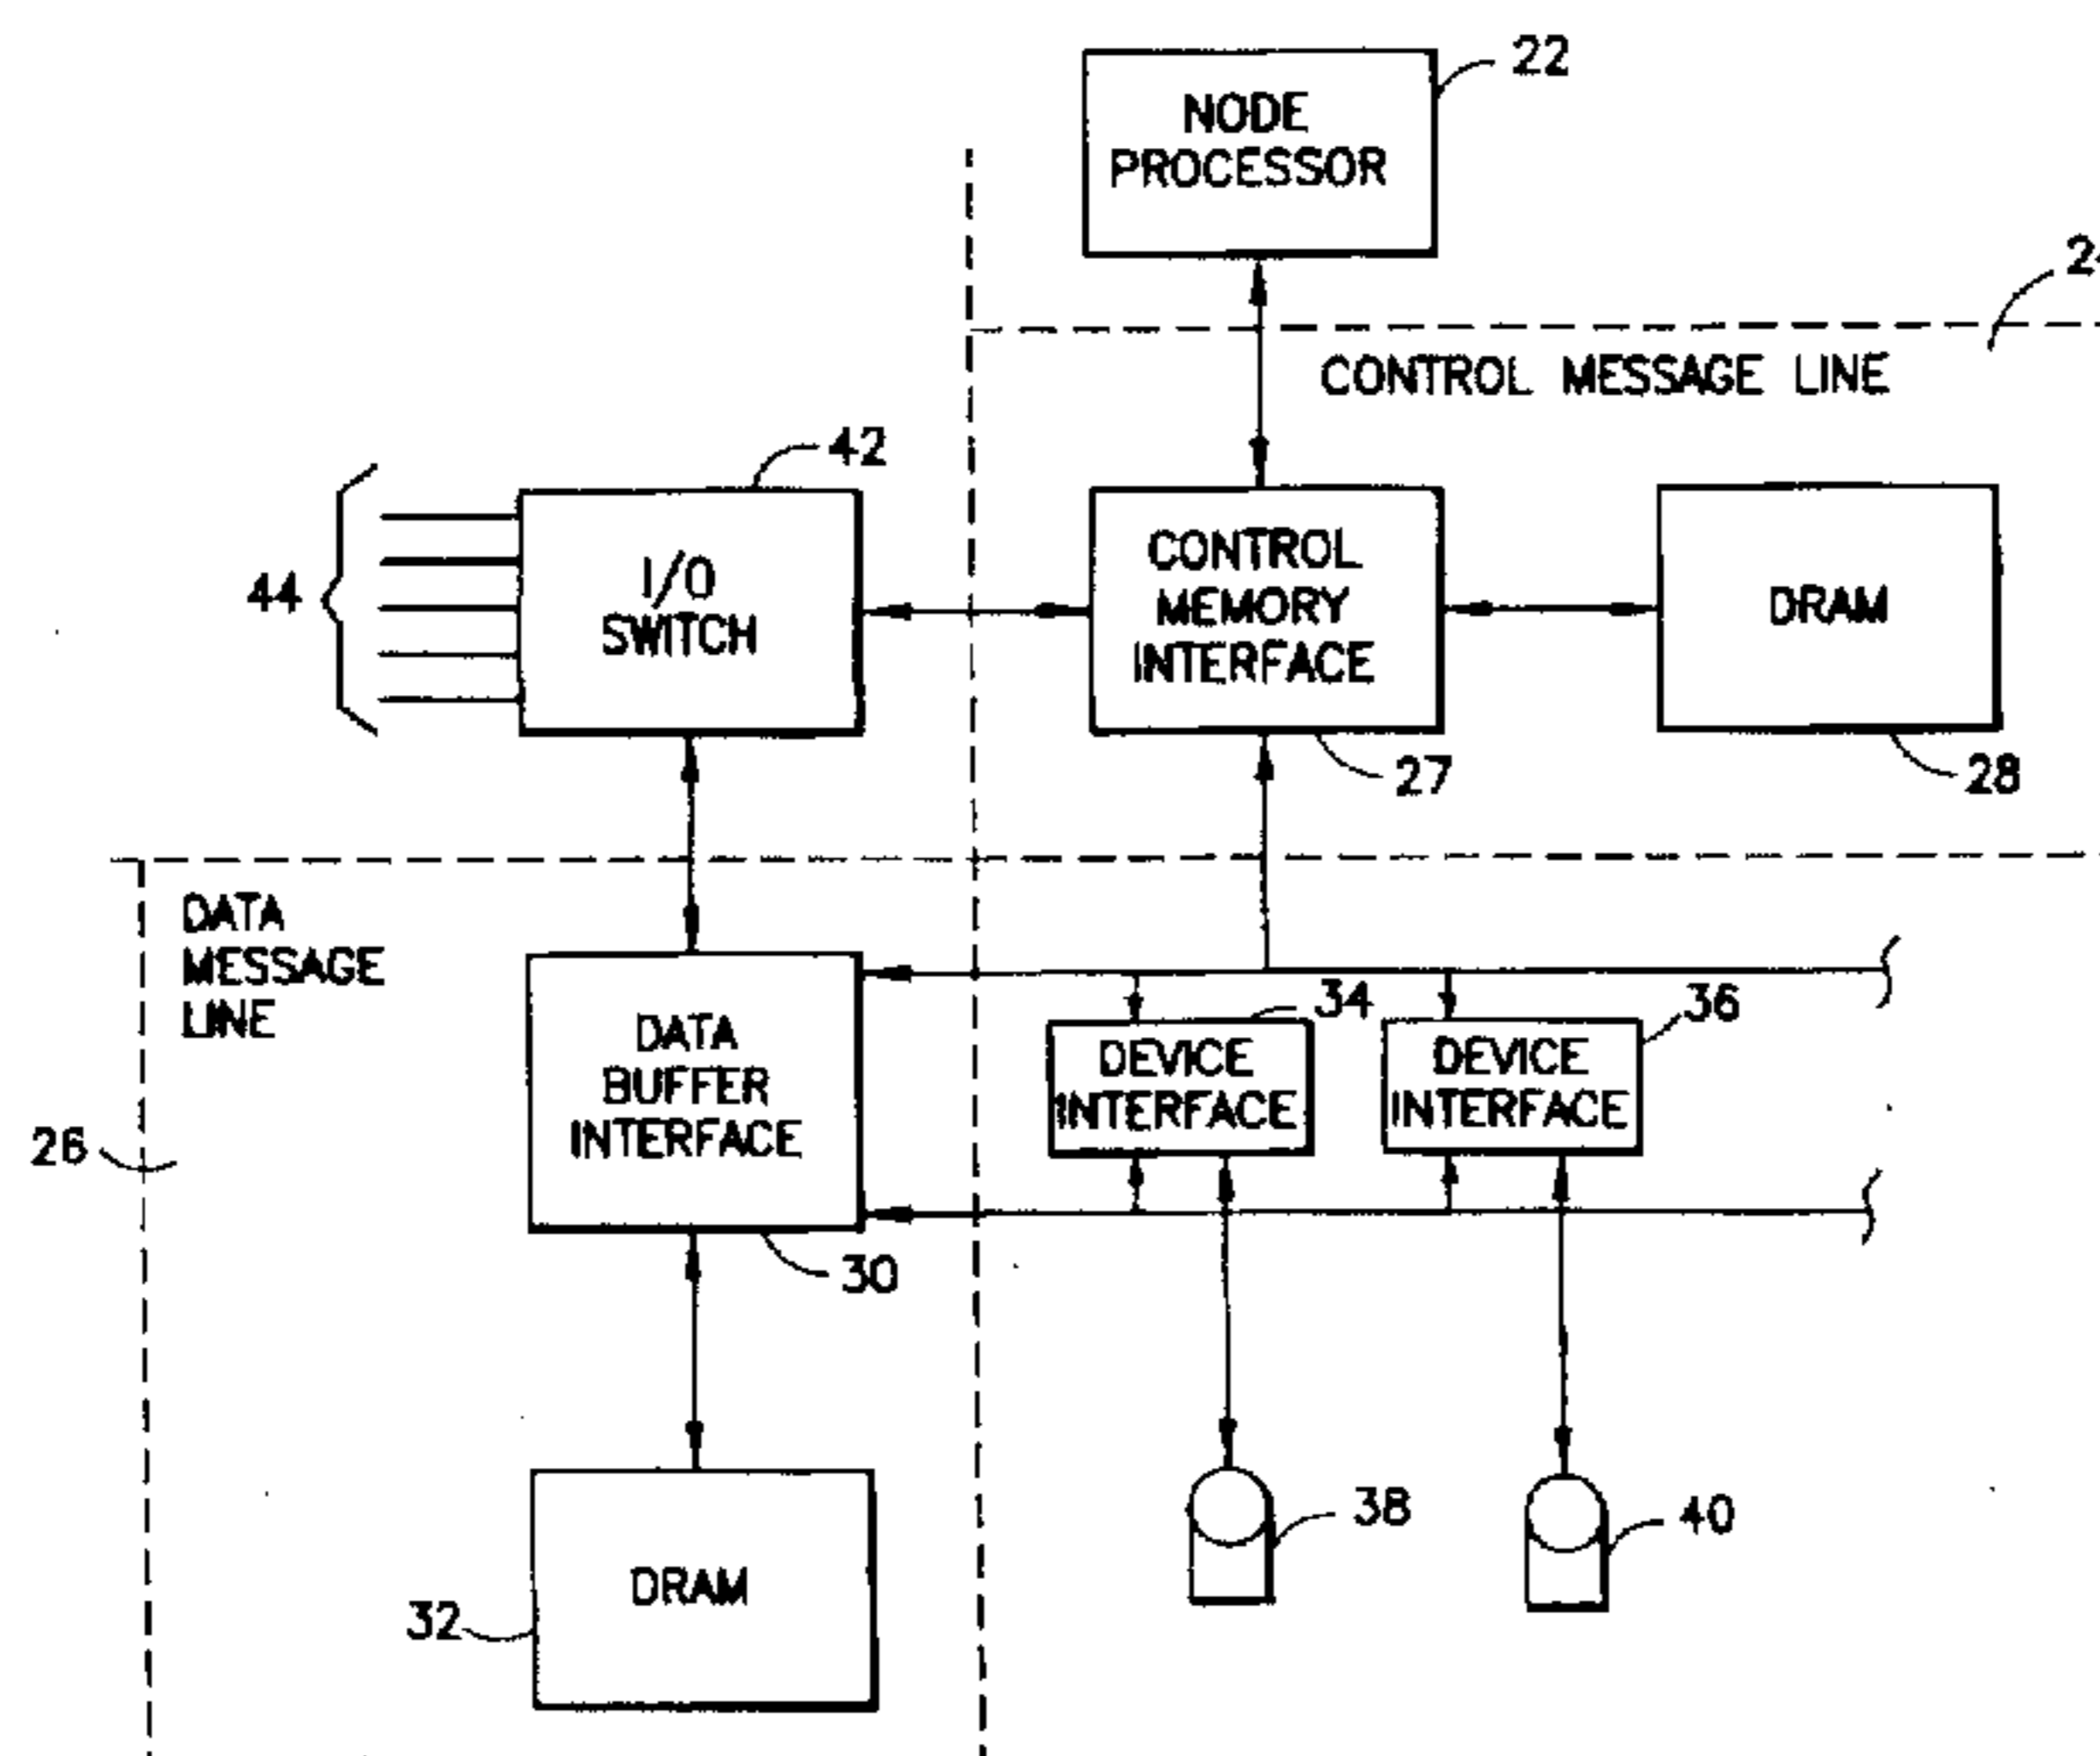 22
NODE
PROCESSOR
CONTROL MESSAGE LINE
42
44
I/O
SWITCH
CONTROL
MEMORY
INTERFACE
DRAM
27
28
DATA
MESSAGE
LINE
34
36
DATA
BUFFER
INTERFACE
DEVICE
INTERFACE
DEVICE
INTERFACE
26
30
38
40
DRAM
32